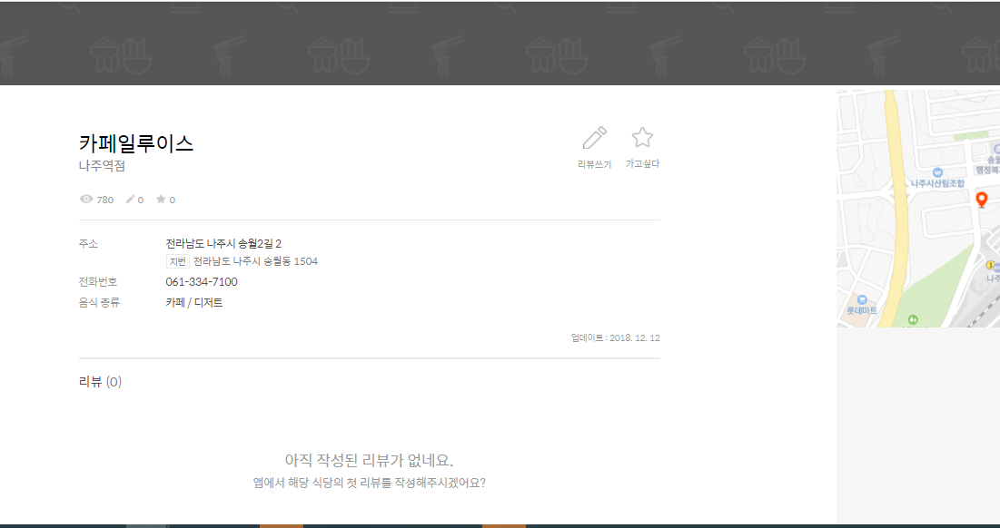 카페일루이스
나주역점
리뷰쓰기
가고싶다
780 0 0
주소 전라남도 나주시 송월2길 2
지번 전라남도 나주시 송월동 1504
전화번호 061-334-7100
음식 종류 카페 / 디저트
업데이트 : 2018. 12. 12
리뷰 (0)
아직 작성된 리뷰가 없네요.
앱에서 해당 식당의 첫 리뷰를 작성해주시겠어요?
송월
행정복지
나주시산림조합
1
나주
롯데마트